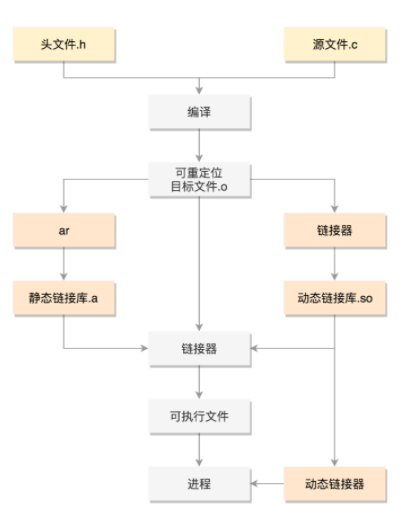 头文件.h
源文件.c
编译
可重定位
目标文件.o
ar
链接器
静态链接库.a
动态链接库.so
链接器
可执行文件
进程
动态链接器